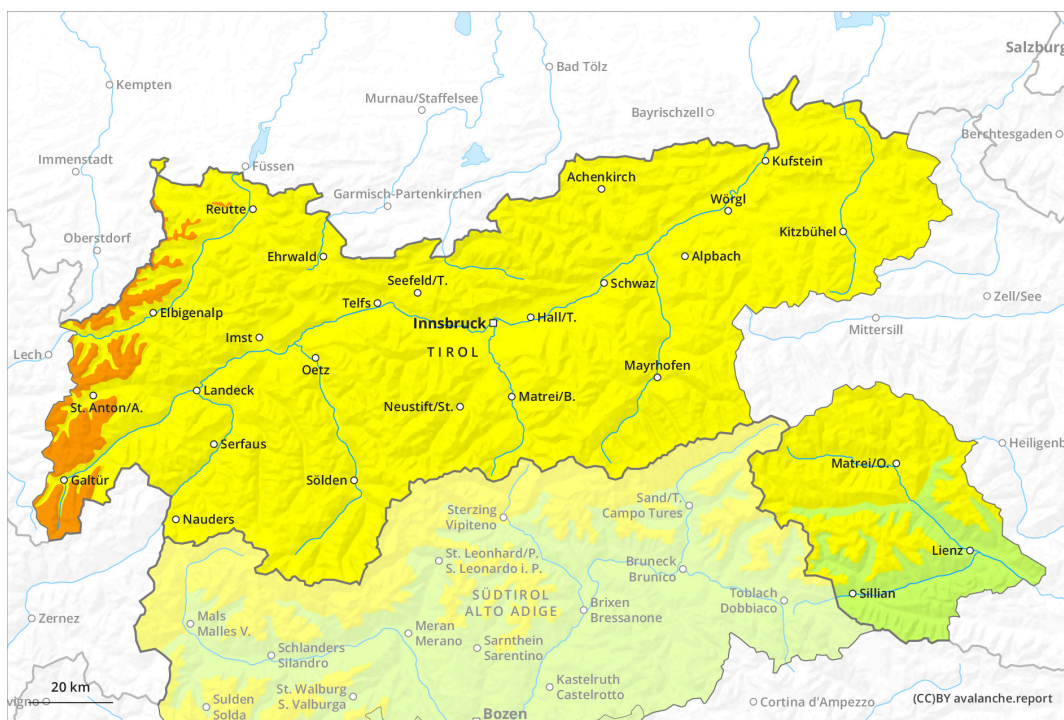 Salzburg
Bad Tölz
Kempten
Murnau/Staffelsee
Bayrischzell
Berchtesgaden
Immenstadt
Füssen
Kufstein
Achenkirch
Garmisch-Partenkirchen
Wörgl
Reutte
Kitzbühel
Oberstdorf
Ehrwald
Alpbach
Seefeld/T.
Schwaz
Zell/See
Telfs
Elbigenalp
Hall/T.
Innsbruck
Mittersill
Imst
Lech
TIROL
Oetz
Mayrhofen
Landeck
Matrei/B.
St. Anton/A.
Neustift/St.
Serfaus
Heiligenb
Matrei/O.
Galtür
Sölden
Sand/T.
Campo Tures
Sterzing
Vipiteno
Nauders
Lienz
St. Leonhard/P.
S. Leonardo i. P.
Bruneck
Brunico
Sillian
SÜDTIROL
ALTO ADIGE
Toblach
Dobbiaco
Brixen
Bressanone
Zernez
Mals
Malles V.
Meran
Merano
Sarnthein
Sarentino
Schlanders
Silandro
Kastelruth
Castelrotto
20 km
St. Walburg
S. Valburga
Sulden
Solda
vigno
Cortina d'Ampezzo
(CC)BY avalanche.report
Bozen